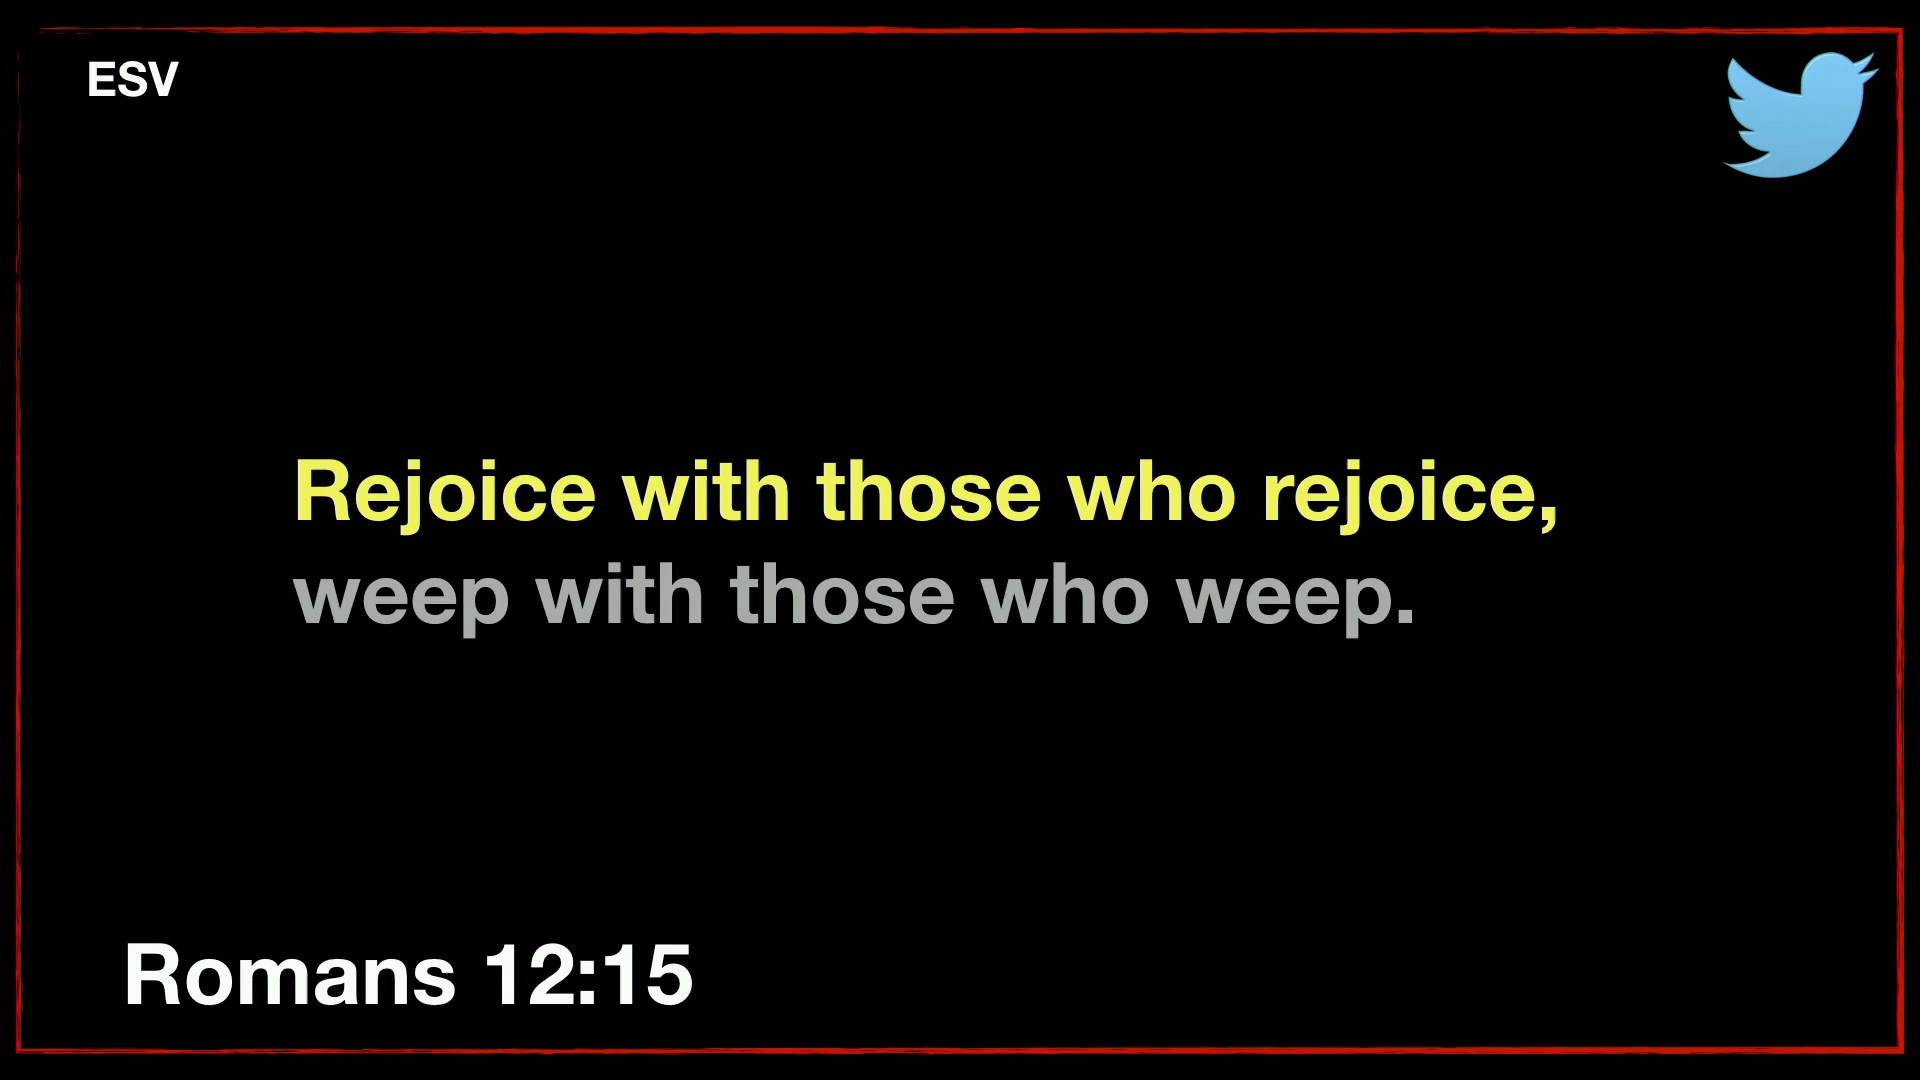 ESV
Rejoice with those who rejoice,
weep with those who weep.
Romans 12:15